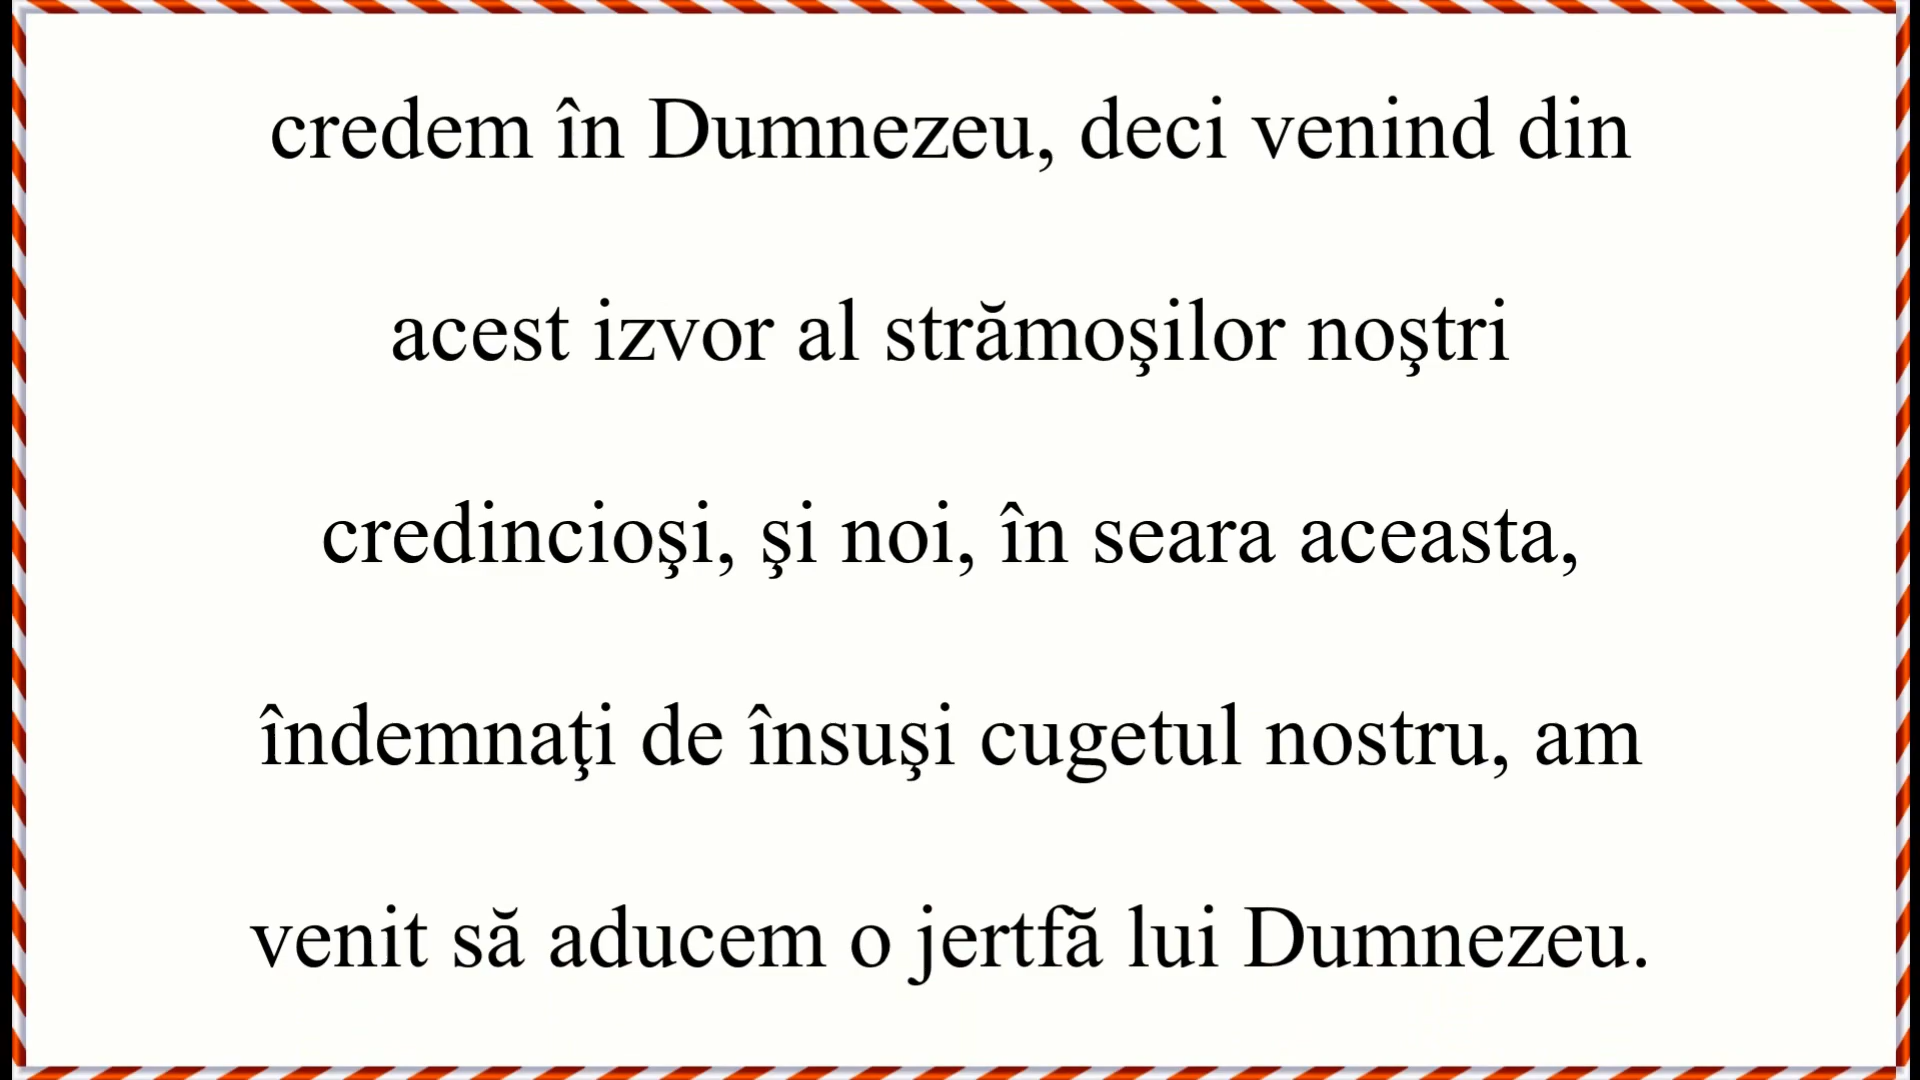 credem în Dumnezeu, deci venind din
acest izvor al strămoşilor noştri
credincioşi, şi noi, în seara aceasta,
îndemnaţi de însuşi cugetul nostru, am
venit să aducem o jertfă lui Dumnezeu.